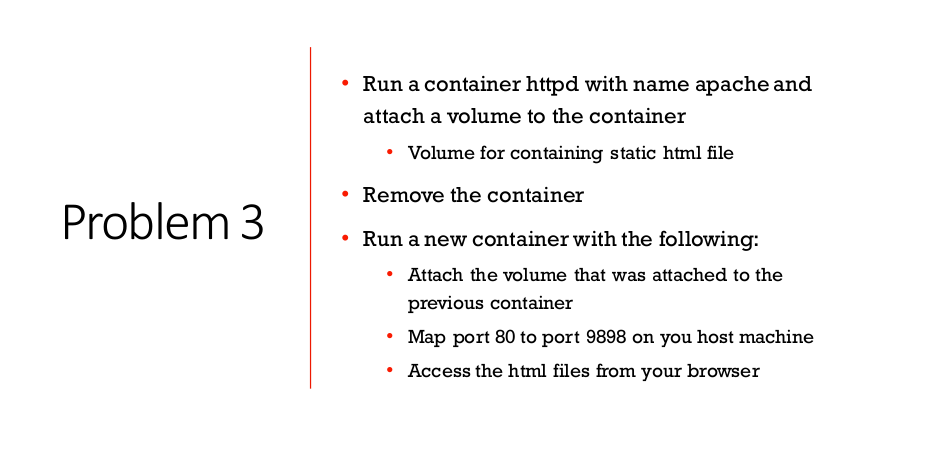 Problem 3
• Run a container httpd with name apache and
attach a volume to the container
• Volume for containing static html file
• Remove the container
• Run a new container with the following:
• Attach the volume that was attached to the
previous container
• Map port 80 to port 9898 on you host machine
• Access the html files from your browser